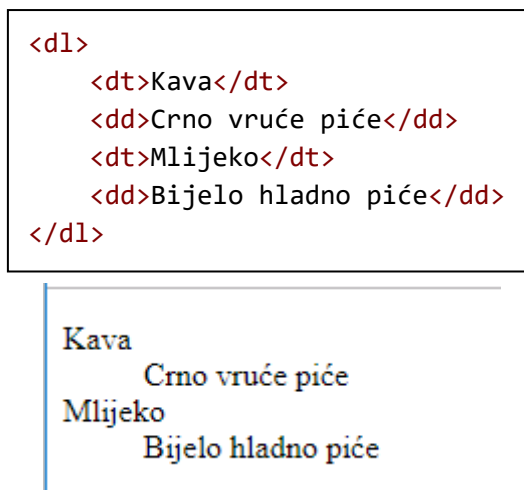 <dl>
    <dt>Kava</dt>
    <dd>Crno vruće piće</dd>
    <dt>Mlijeko</dt>
    <dd>Bijelo hladno piće</dd>
</dl>
Kava
Crno vruće piće
Mlijeko
Bijelo hladno piće